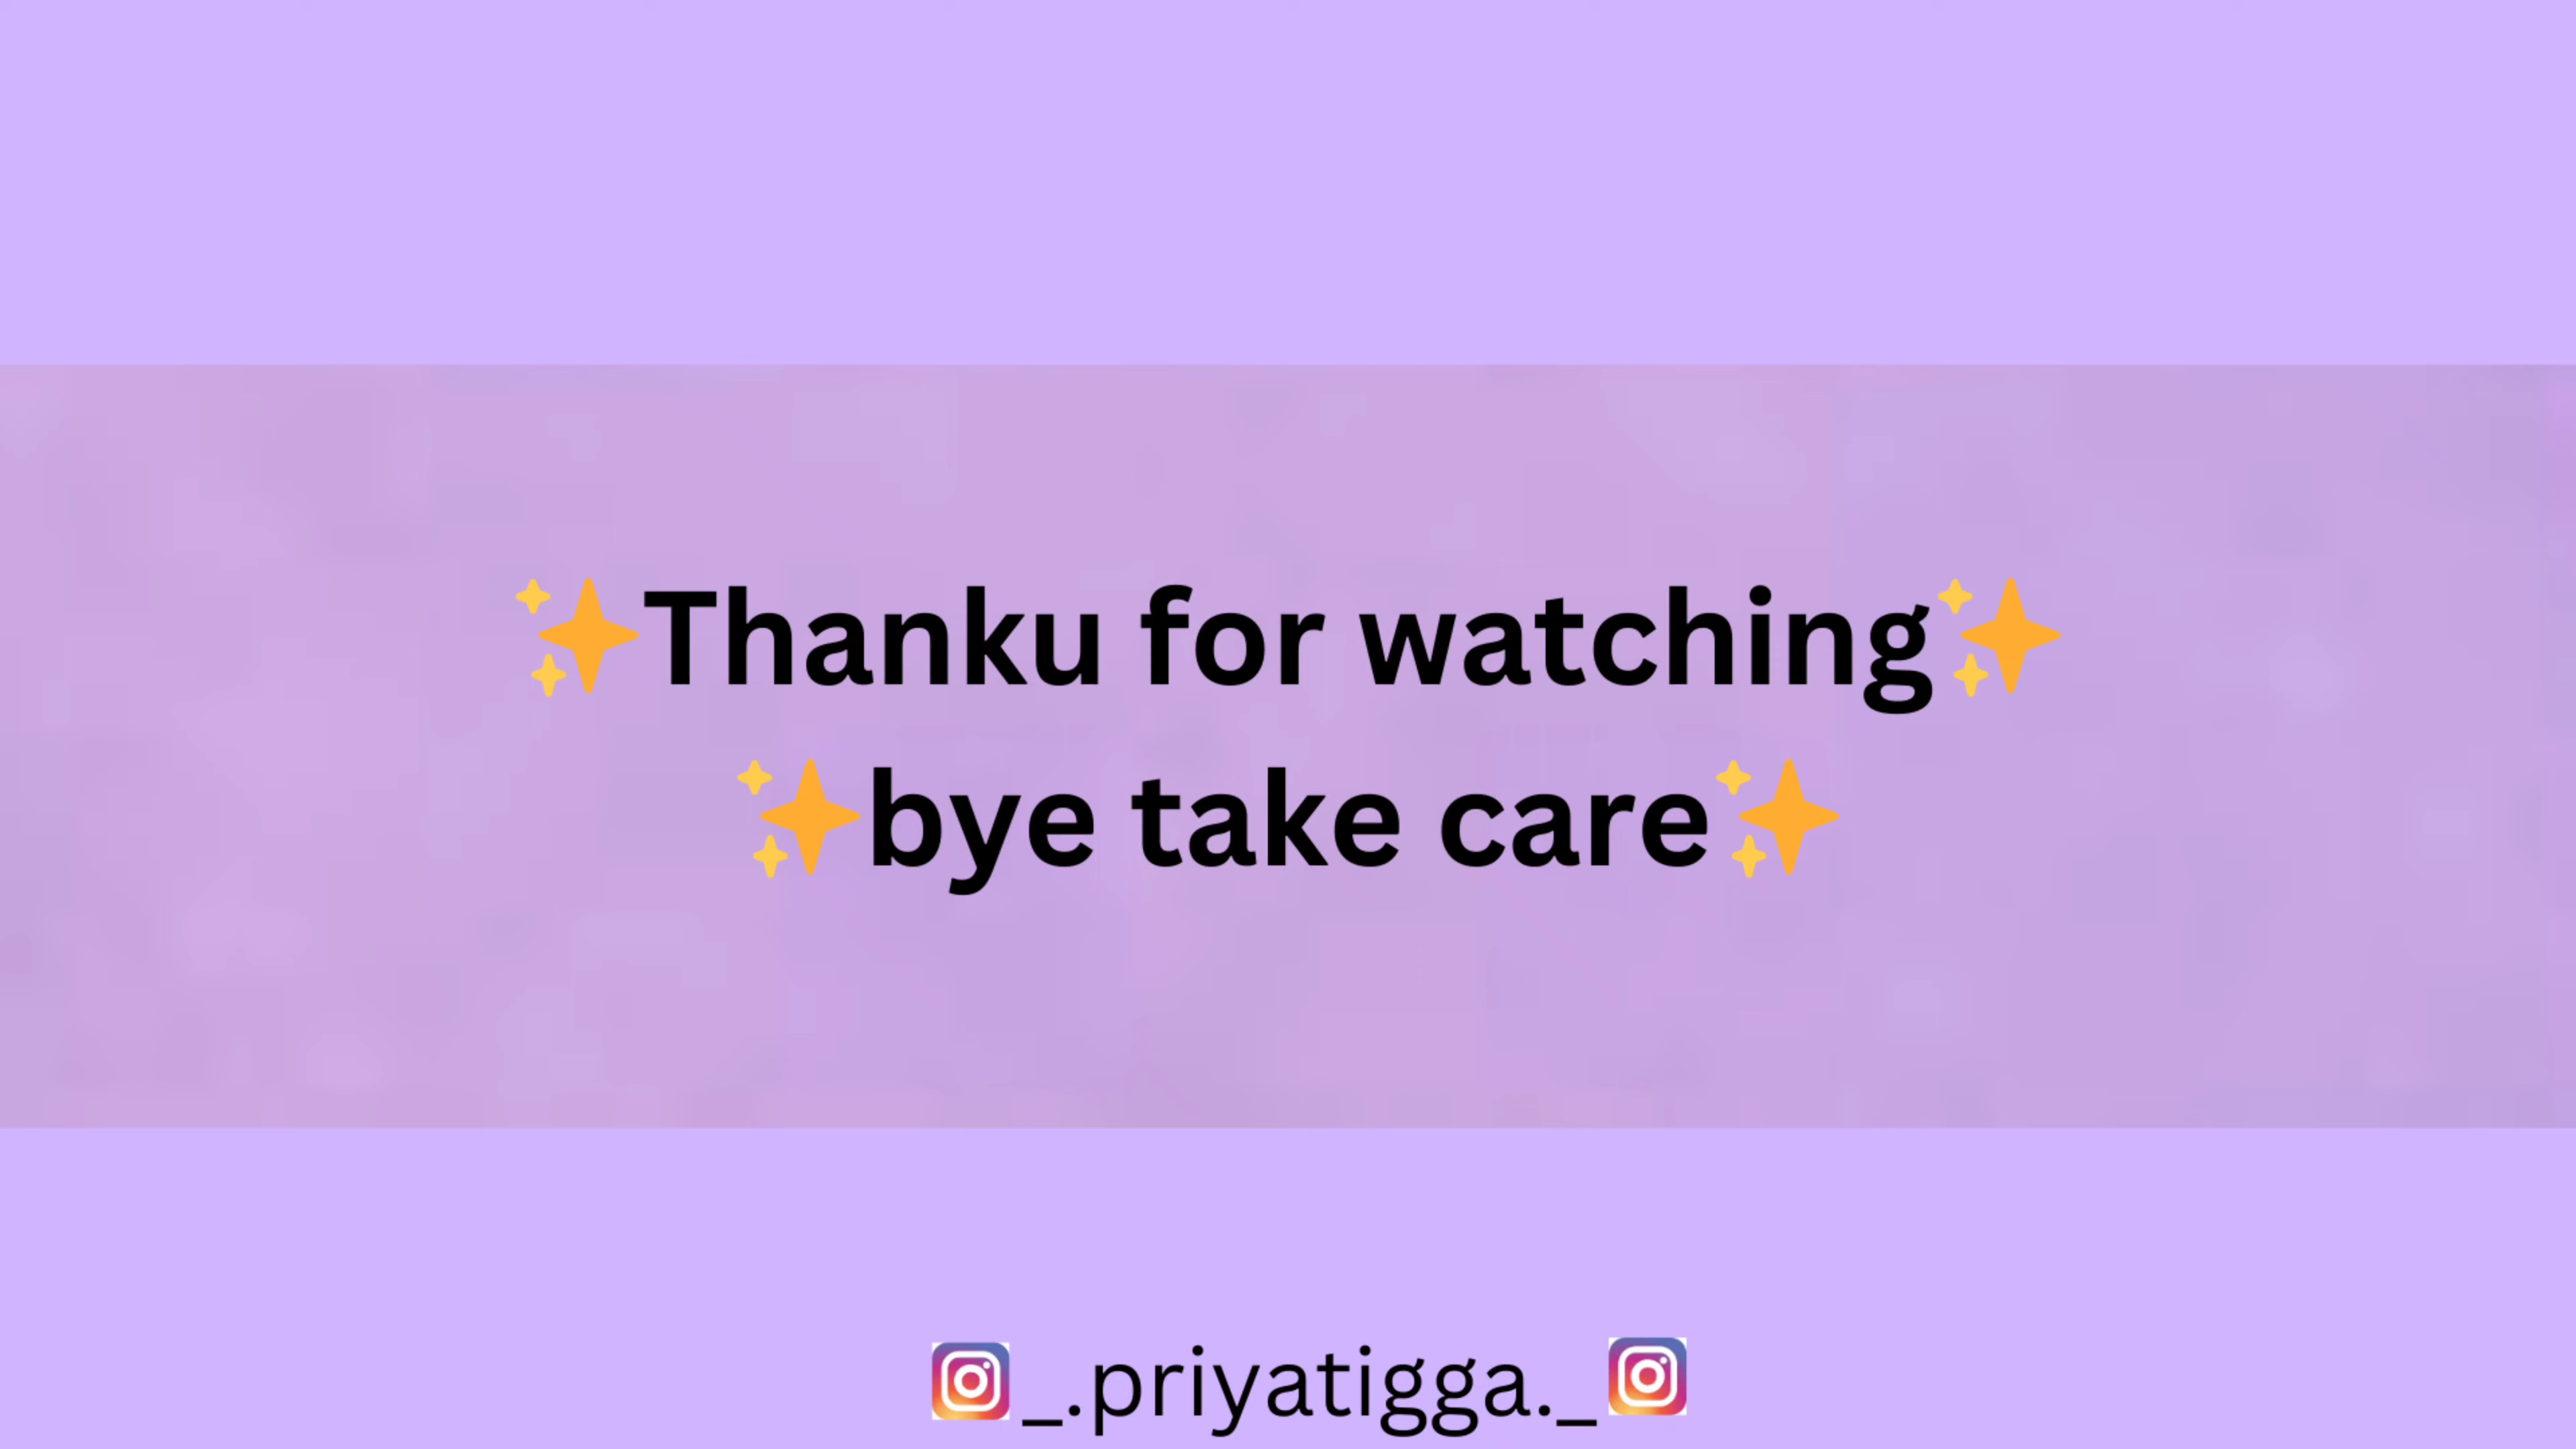 ✨Thanku for watching✨
✨bye take care✨
_.priyatigga._